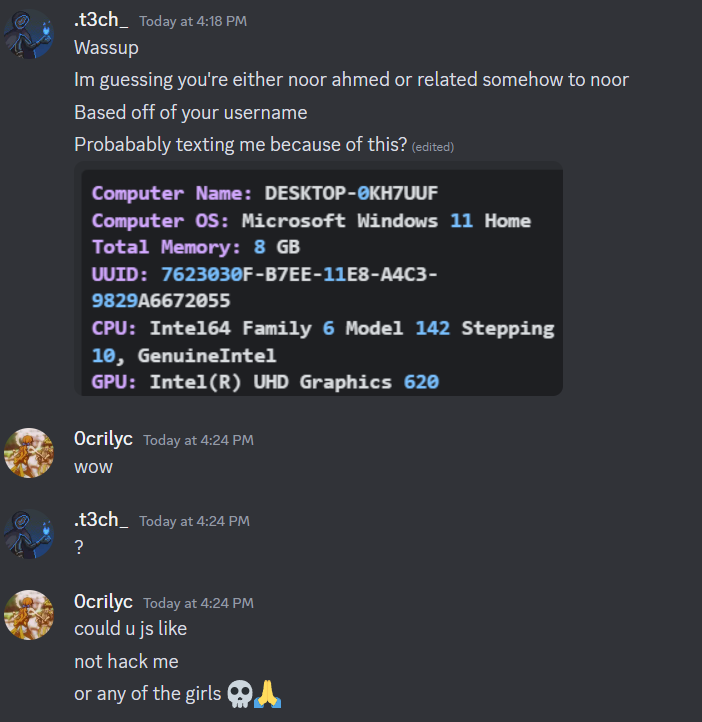 .t3ch_ Today at 4:18 PM
Wassup
Im guessing you're either noor ahmed or related somehow to noor
Based off of your username
Probabably texting me because of this? (edited)
Computer Name: DESKTOP-0KH7UUF
Computer OS: Microsoft Windows 11 Home
Total Memory: 8 GB
UUID: 7623030F-B7EE-11E8-A4C3-
9829A6672055
CPU: Intel64 Family 6 Model 142 Stepping
10, GenuineIntel
GPU: Intel(R) UHD Graphics 620
0crilyc Today at 4:24 PM
wow
.t3ch_ Today at 4:24 PM
?
0crilyc Today at 4:24 PM
could u js like
not hack me
or any of the girls 💀🙏